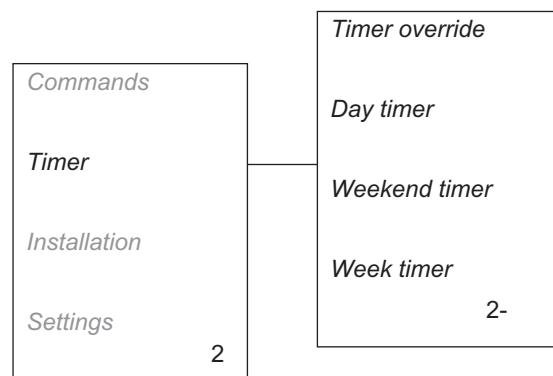 Commands
Timer
Installation
Settings
2
Timer override
Day timer
Weekend timer
Week timer
2-